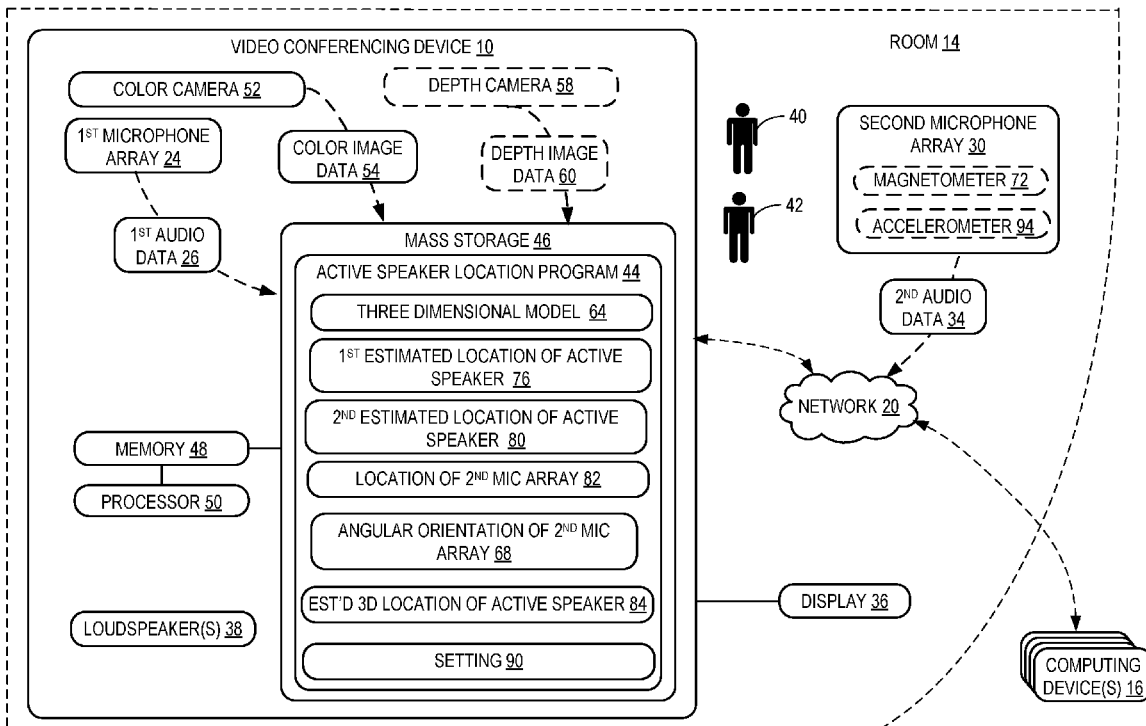 VIDEO CONFERENCING DEVICE 10
COLOR CAMERA 52
DEPTH CAMERA 58
1ST MICROPHONE
ARRAY 24
COLOR IMAGE
DATA 54
DEPTH IMAGE
DATA 60
1ST AUDIO
DATA 26
MASS STORAGE 46
ACTIVE SPEAKER LOCATION PROGRAM 44
THREE DIMENSIONAL MODEL 64
1ST ESTIMATED LOCATION OF ACTIVE
SPEAKER 76
2ND ESTIMATED LOCATION OF ACTIVE
SPEAKER 80
LOCATION OF 2ND MIC ARRAY 82
ANGULAR ORIENTATION OF 2ND MIC
ARRAY 68
EST'D 3D LOCATION OF ACTIVE SPEAKER 84
SETTING 90
MEMORY 48
PROCESSOR 50
LOUDSPEAKER(S) 38
ROOM 14
40
42
SECOND MICROPHONE
ARRAY 30
MAGNETOMETER 72
ACCELEROMETER 94
2ND AUDIO
DATA 34
NETWORK 20
DISPLAY 36
COMPUTING
DEVICE(S) 16